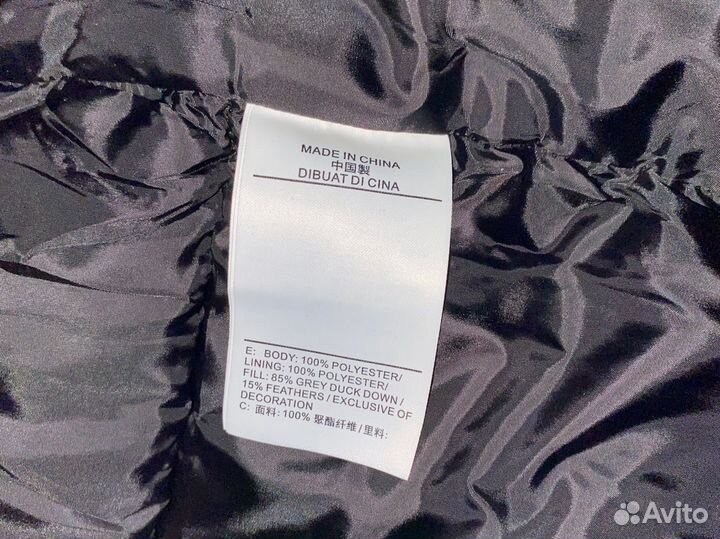 MADE IN CHINA
中国製
DIBUAT DI CINA
E: BODY: 100% POLYESTER/
LINING: 100% POLYESTER/
FILL: 85% GREY DUCK DOWN /
15% FEATHERS / EXCLUSIVE OF
DECORATION
C: 面料: 100% 聚酯纤维/里料:
Avito